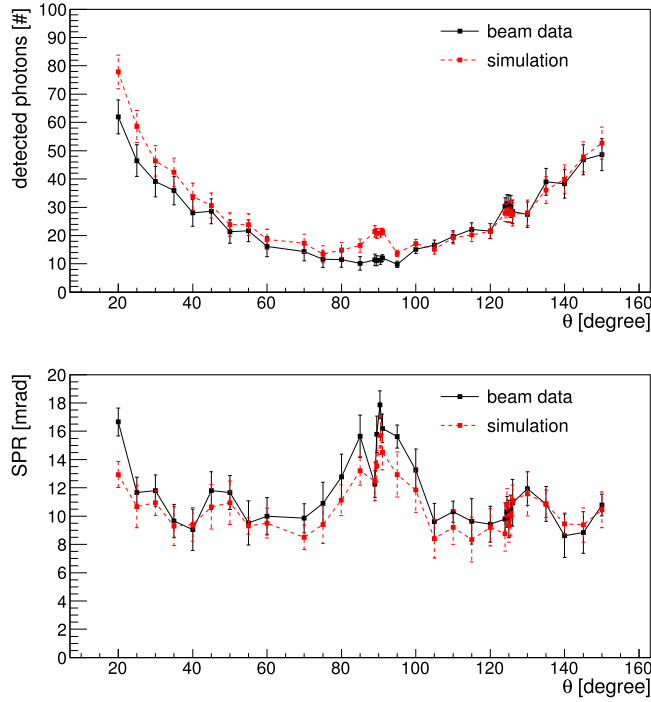 detected photons [#]
100
90
80
70
60
50
40
30
20
10
0
beam data
simulation
20 40 60 80 100 120 140 160
θ [degree]
SPR [mrad]
20
18
16
14
12
10
8
6
4
2
0
beam data
simulation
20 40 60 80 100 120 140 160
θ [degree]